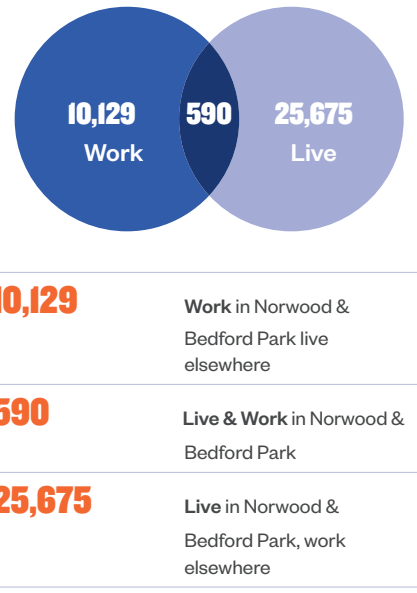 10,129
590
25,675
Work
Live
10,129
Work in Norwood &
Bedford Park live
elsewhere
590
Live & Work in Norwood &
Bedford Park
25,675
Live in Norwood &
Bedford Park, work
elsewhere